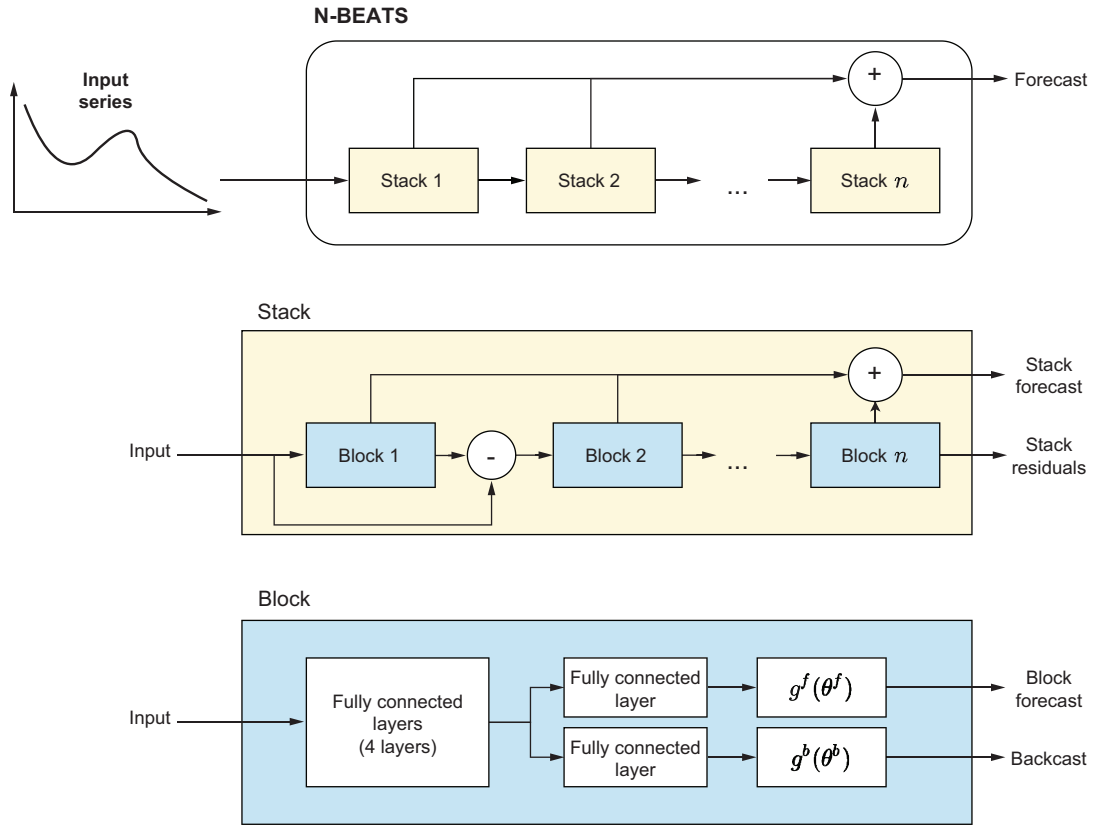 N-BEATS
Input
series
+
Forecast
Stack 1
Stack 2
...
Stack n
Stack
+
Stack
forecast
Input
Block 1
-
Block 2
...
Block n
Stack
residuals
Block
Input
Fully connected
layers
(4 layers)
Fully connected
layer
g^f(θ^f)
Block
forecast
Fully connected
layer
g^b(θ^b)
Backcast